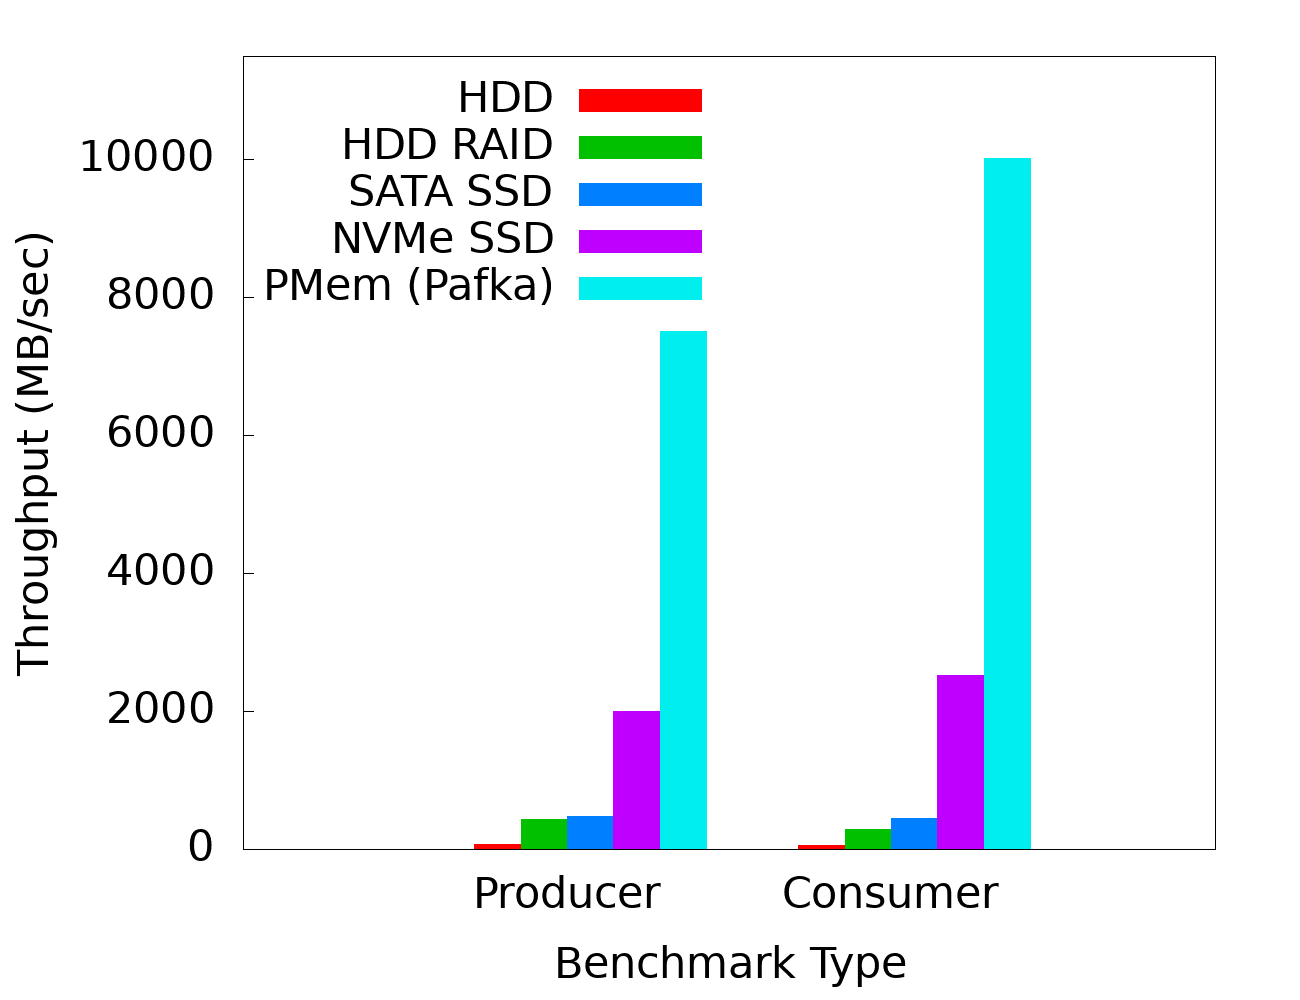 HDD
HDD RAID
SATA SSD
NVMe SSD
PMem (Pafka)
10000
8000
6000
4000
2000
0
Throughput (MB/sec)
Producer
Consumer
Benchmark Type